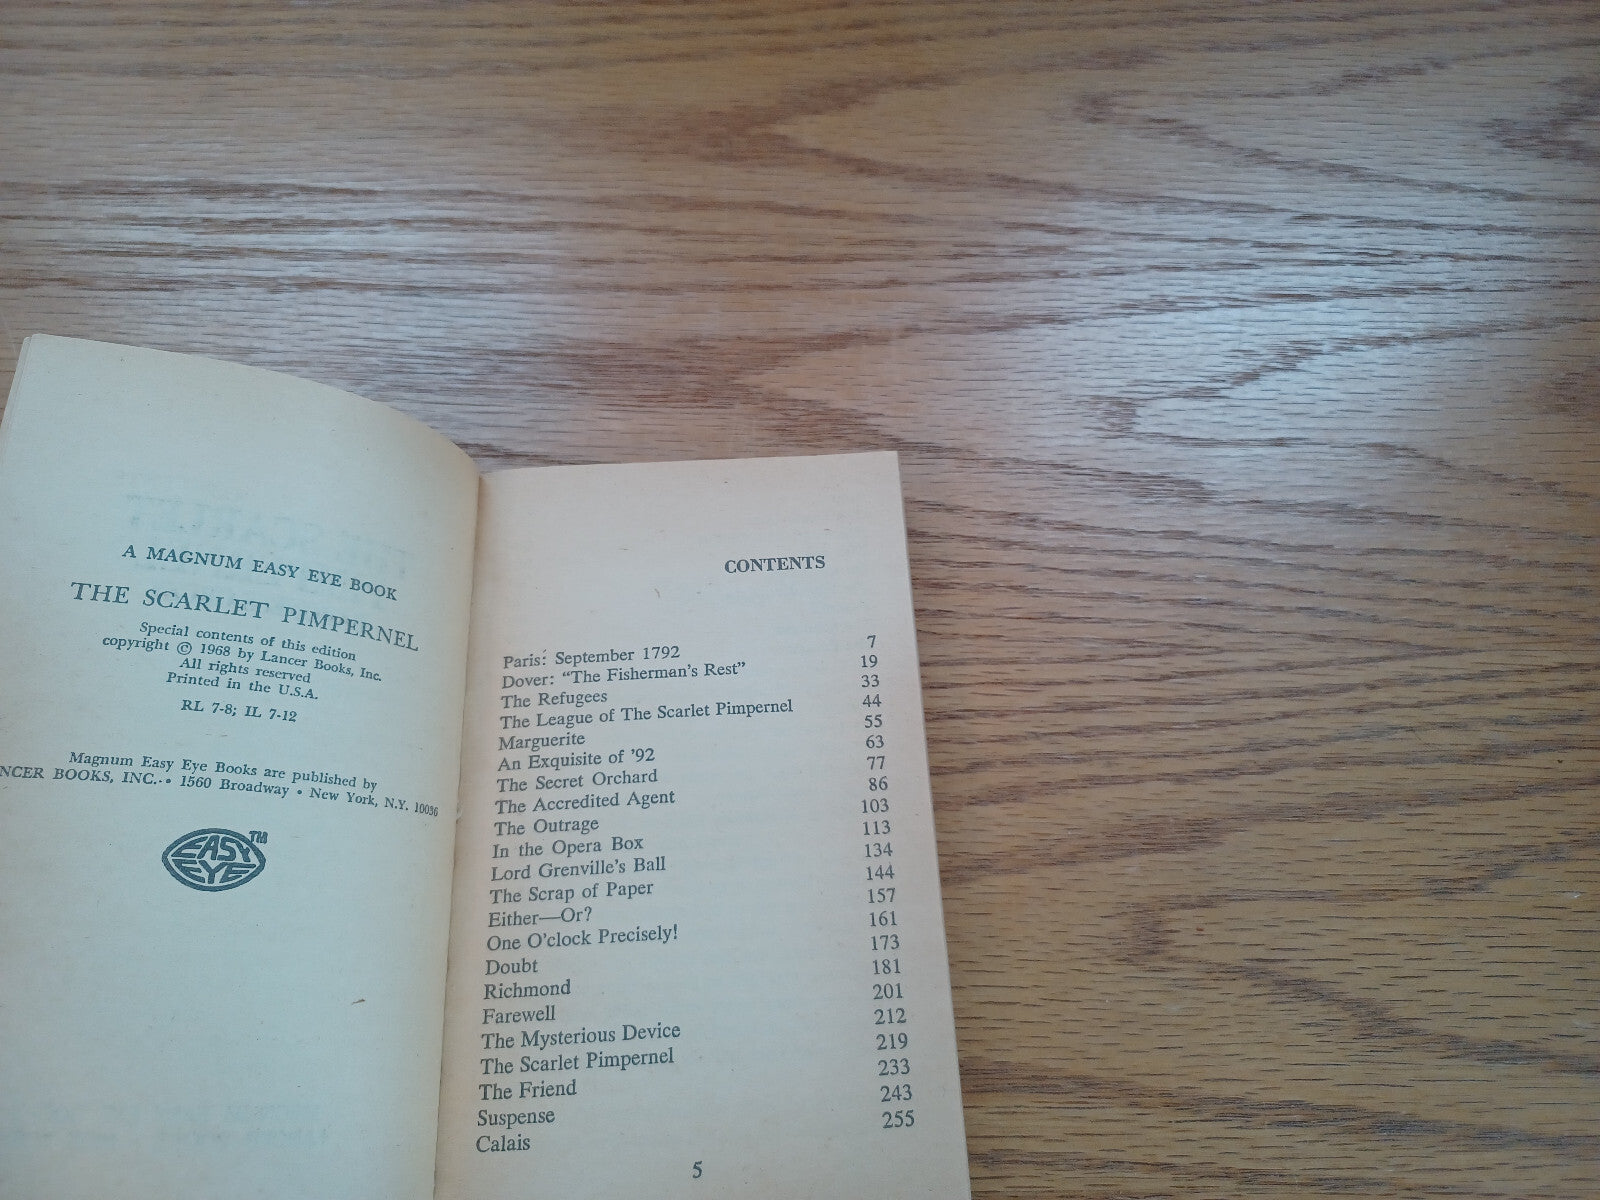 A MAGNUM EASY EYE BOOK
THE SCARLET PIMPERNEL
Special contents of this edition
copyright © 1968 by Lancer Books, Inc.
All rights reserved
Printed in the U.S.A.
RL 7-8; IL 7-12
Magnum Easy Eye Books are published by
NCER BOOKS, INC. • 1560 Broadway • New York, N.Y. 10036
EASY TM
EYE
CONTENTS
Paris: September 1792 7
Dover: “The Fisherman’s Rest” 19
The Refugees 33
The League of The Scarlet Pimpernel 44
Marguerite 55
An Exquisite of ’92 63
The Secret Orchard 77
The Accredited Agent 86
The Outrage 103
In the Opera Box 113
Lord Grenville’s Ball 134
The Scrap of Paper 144
Either—Or? 157
One O’clock Precisely! 161
Doubt 173
Richmond 181
Farewell 201
The Mysterious Device 212
The Scarlet Pimpernel 219
The Friend 233
Suspense 243
Calais 255
5